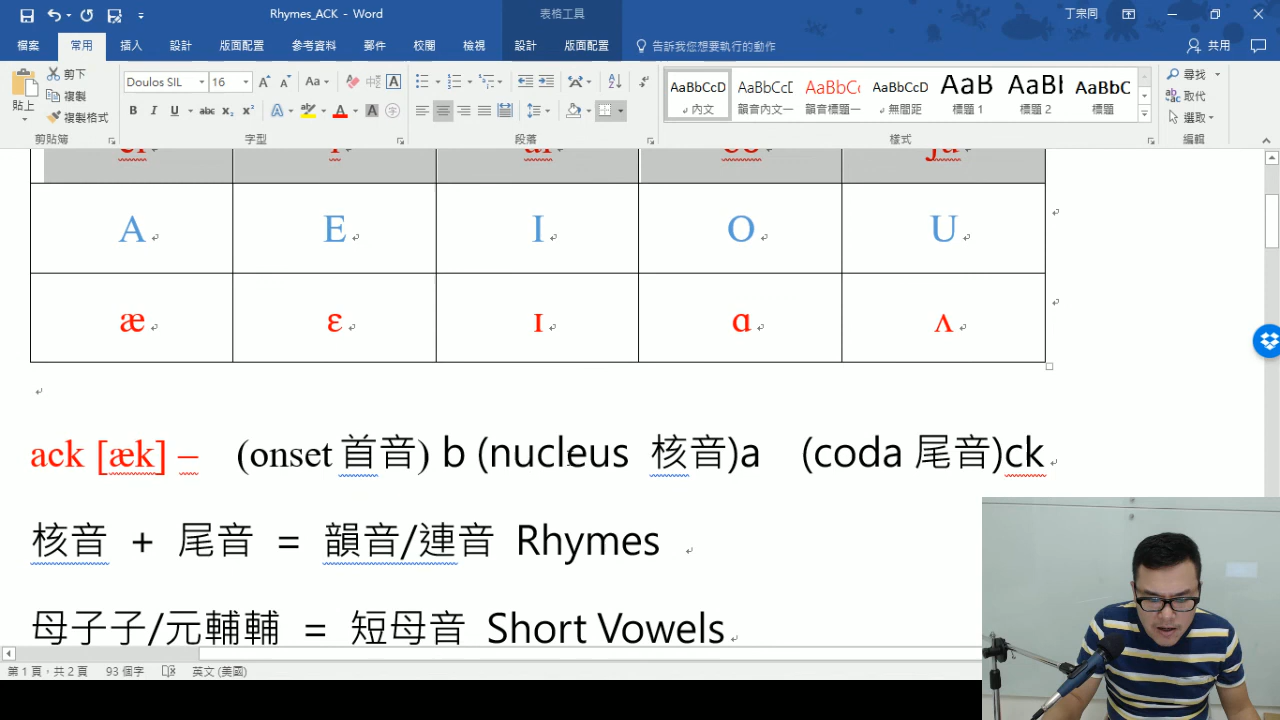 Rhymes_ACK - Word
表格工具
丁宗同
檔案 常用 插入 設計 版面配置 參考資料 郵件 校閱 檢視 設計 版面配置 告訴我您想要執行的動作 共用
貼上 剪下 複製 複製格式
Doulos SIL 16
AaBbCcD 內文
AaBbCcDd 韻音內文一
AaBbC 韻音標題一
AaBbCcDd 無間距
AaB 標題 1
AaBb 標題 2
AaBbC 標題
尋找 取代 選取
剪貼簿 字型 段落 樣式 編輯
A E I O U
æ ɛ ɪ ɑ ʌ
ack [æk] – (onset 首音) b (nucleus 核音)a (coda 尾音)ck
核音 + 尾音 = 韻音/連音 Rhymes
母子子/元輔輔 = 短母音 Short Vowels
第 1 頁，共 2 頁 93 個字 英文 (美國)